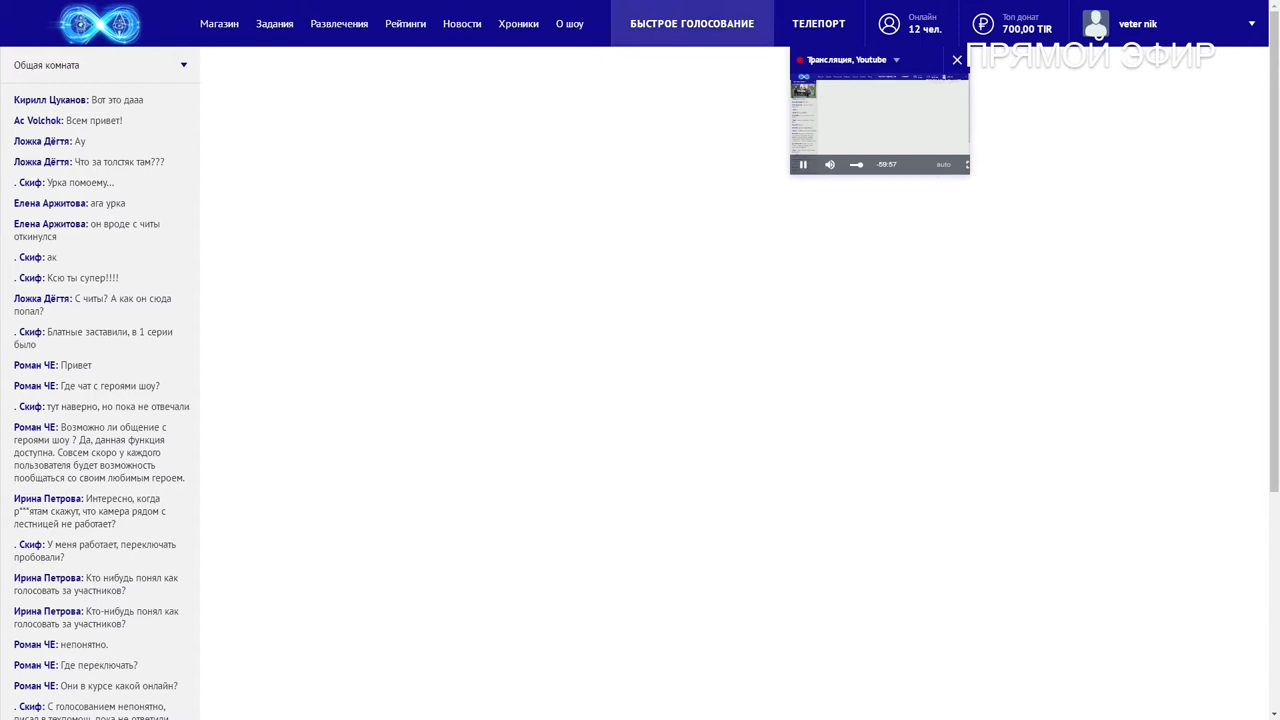 Магазин Задания Развлечения Рейтинги Новости Хроники О шоу БЫСТРОЕ ГОЛОСОВАНИЕ ТЕЛЕПОРТ Онлайн 12 чел. Топ донат 700,00 TIR veter nik
ПРЯМОЙ ЭФИР
Общая комната
Трансляция, Youtube
-59:57 auto
Кирилл Цуканов: Вот это дааа
Ac Volchok: Всем привет!
Ложка Дёгтя: Ау
Ложка Дёгтя: Что за толстяк там???
. Скиф: Урка помоему...
Елена Аржитова: ага урка
Елена Аржитова: он вроде с читы
откинулся
. Скиф: ак
. Скиф: Ксю ты супер!!!!
Ложка Дёгтя: С читы? А как он сюда
попал?
. Скиф: Блатные заставили, в 1 серии
было
Роман ЧЕ: Привет
Роман ЧЕ: Где чат с героями шоу?
. Скиф: тут наверно, но пока не отвечали
Роман ЧЕ: Возможно ли общение с
героями шоу ? Да, данная функция
доступна. Совсем скоро у каждого
пользователя будет возможность
пообщаться со своим любимым героем.
Ирина Петрова: Интересно, когда
р***ятам скажут, что камера рядом с
лестницей не работает?
. Скиф: У меня работает, переключать
пробовали?
Ирина Петрова: Кто нибудь понял как
голосовать за участников?
Ирина Петрова: Кто-нибудь понял как
голосовать за участников?
Роман ЧЕ: непонятно.
Роман ЧЕ: Где переключать?
Роман ЧЕ: Они в курсе какой онлайн?
. Скиф: С голосованием непонятно,
писал в техпомощ, пока не ответили